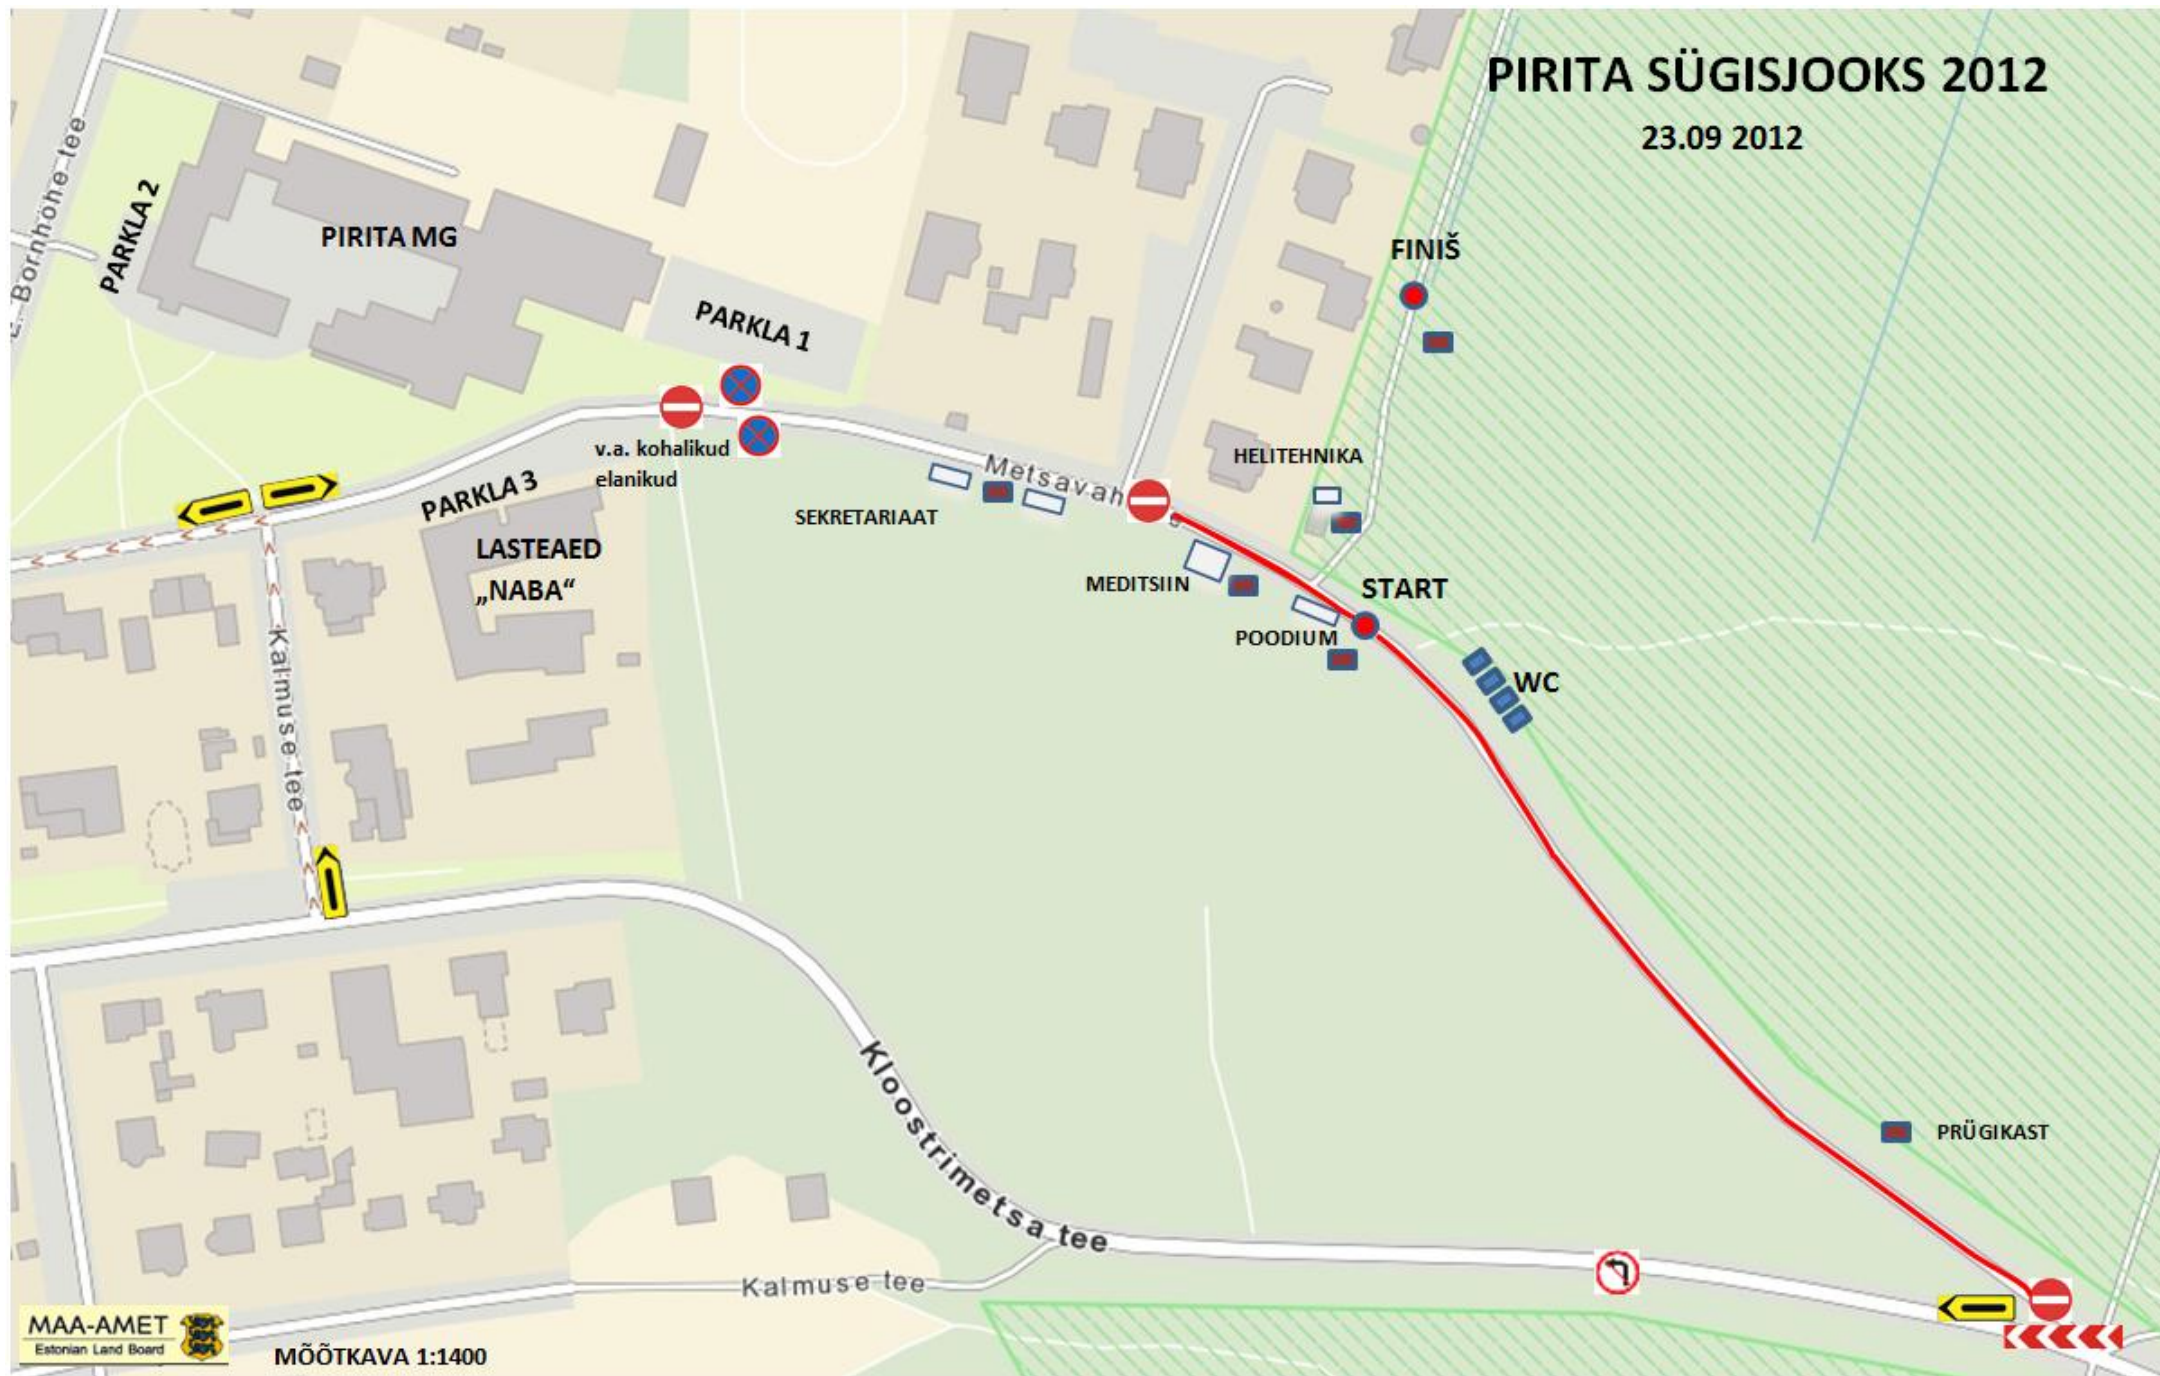 PIRITA SÜGISJOOKS 2012
23.09 2012
Bornhöhe tee
PARKLA 2
PIRITA MG
PARKLA 1
FINIŠ
v.a. kohalikud
elanikud
PARKLA 3
Metsavah
HELITEHNIKA
SEKRETARIAAT
LASTEAED
„NABA“
MEDITSIIN
START
POODIUM
WC
Kalmuse tee
Kloostrimetsa tee
PRÜGIKAST
Kalmuse tee
MAA-AMET
Estonian Land Board
MÕÕTKAVA 1:1400